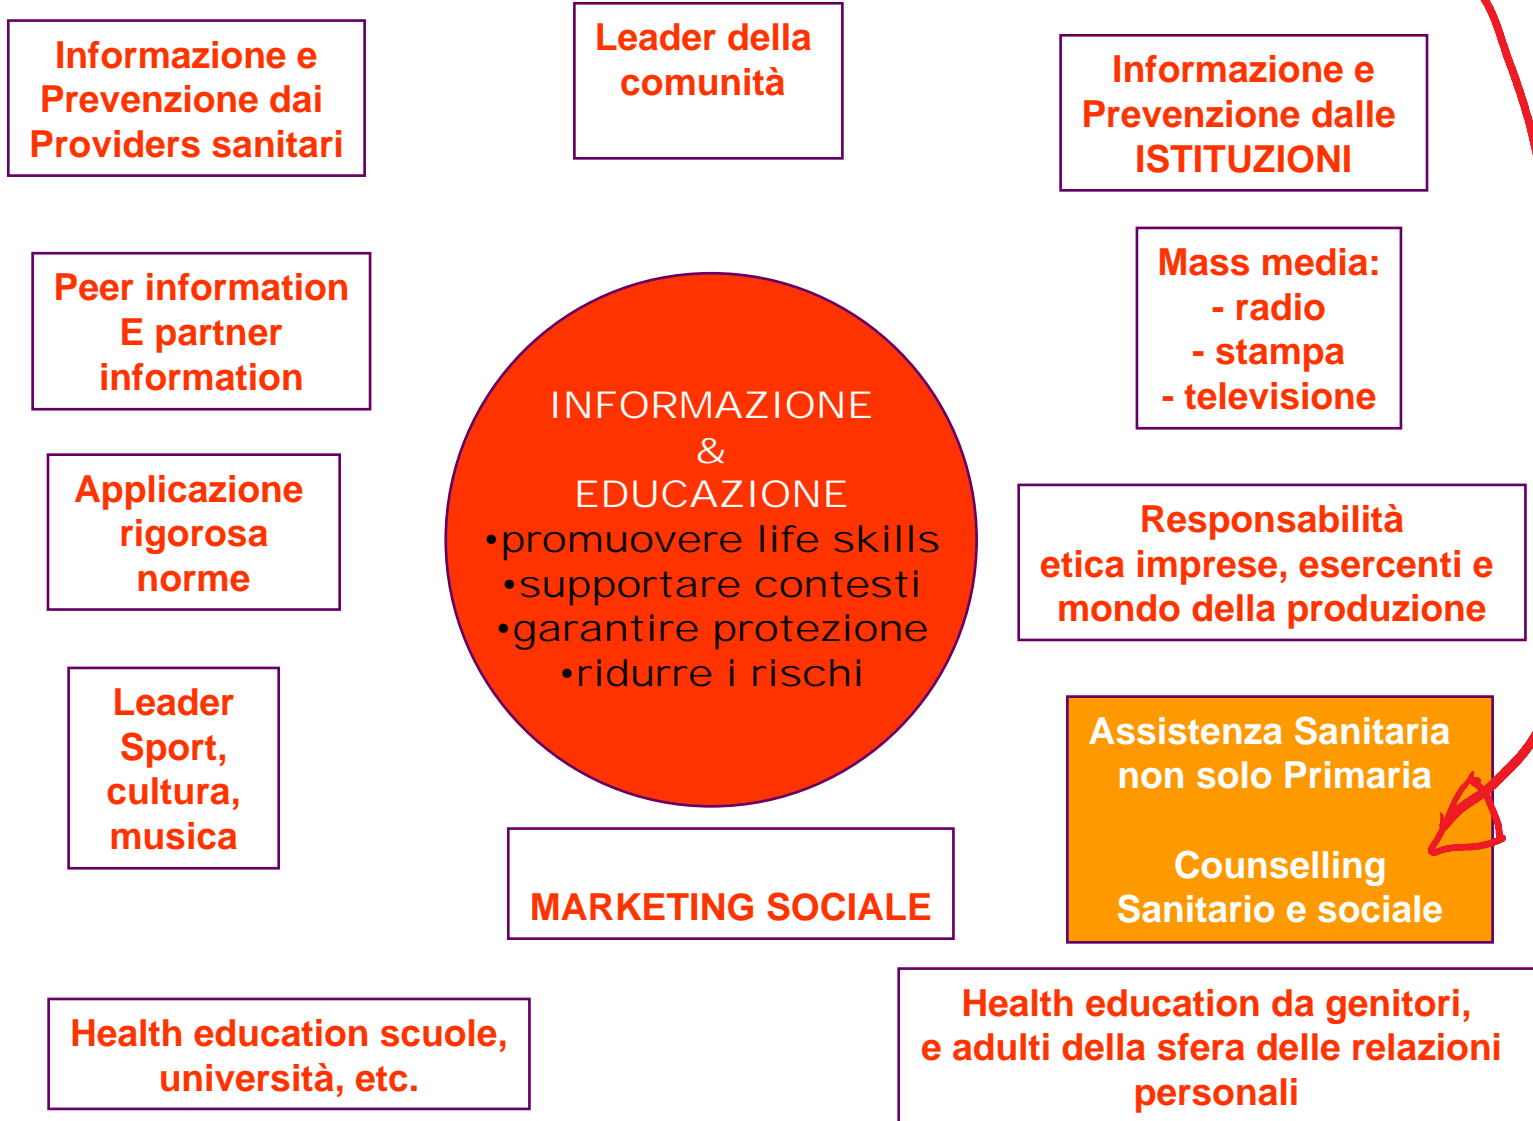 Informazione e
Prevenzione dai
Providers sanitari
Leader della
comunità
Informazione e
Prevenzione dalle
ISTITUZIONI
Peer information
E partner
information
Mass media:
- radio
- stampa
- televisione
INFORMAZIONE
&
EDUCAZIONE
•promuovere life skills
•supportare contesti
•garantire protezione
•ridurre i rischi
Applicazione
rigorosa
norme
Responsabilità
etica imprese, esercenti e
mondo della produzione
Leader
Sport,
cultura,
musica
Assistenza Sanitaria
non solo Primaria
Counselling
Sanitario e sociale
MARKETING SOCIALE
Health education scuole,
università, etc.
Health education da genitori,
e adulti della sfera delle relazioni
personali